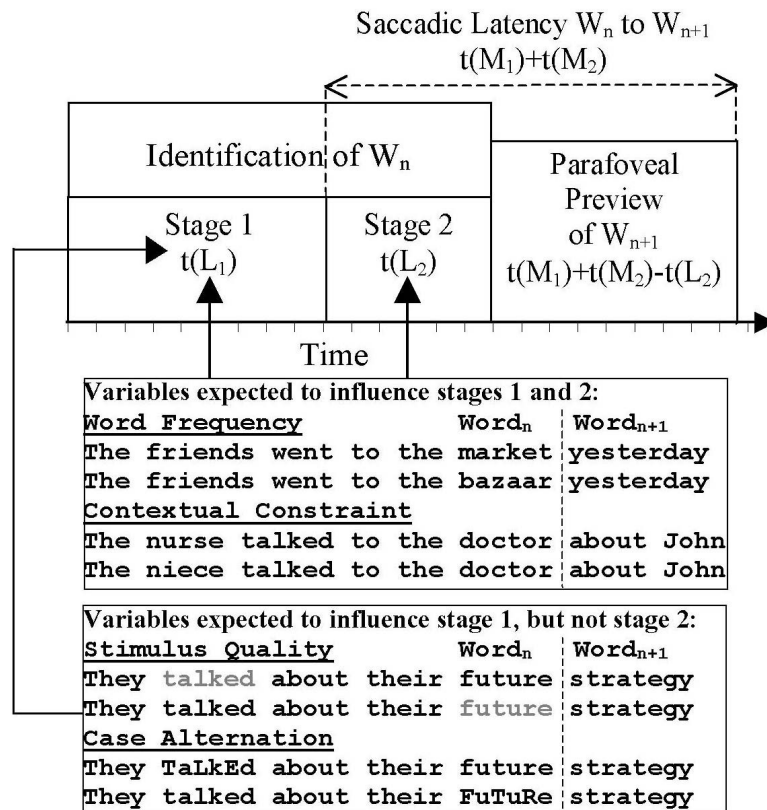 Saccadic Latency Wn to Wn+1
t(M1)+t(M2)
Identification of Wn
Stage 1
t(L1)
Stage 2
t(L2)
Parafoveal
Preview
of Wn+1
t(M1)+t(M2)-t(L2)
Time
Variables expected to influence stages 1 and 2:
Word Frequency Wordn Wordn+1
The friends went to the market yesterday
The friends went to the bazaar yesterday
Contextual Constraint
The nurse talked to the doctor about John
The niece talked to the doctor about John
Variables expected to influence stage 1, but not stage 2:
Stimulus Quality Wordn Wordn+1
They talked about their future strategy
They talked about their future strategy
Case Alternation
They TaLkEd about their future strategy
They talked about their FuTuRe strategy